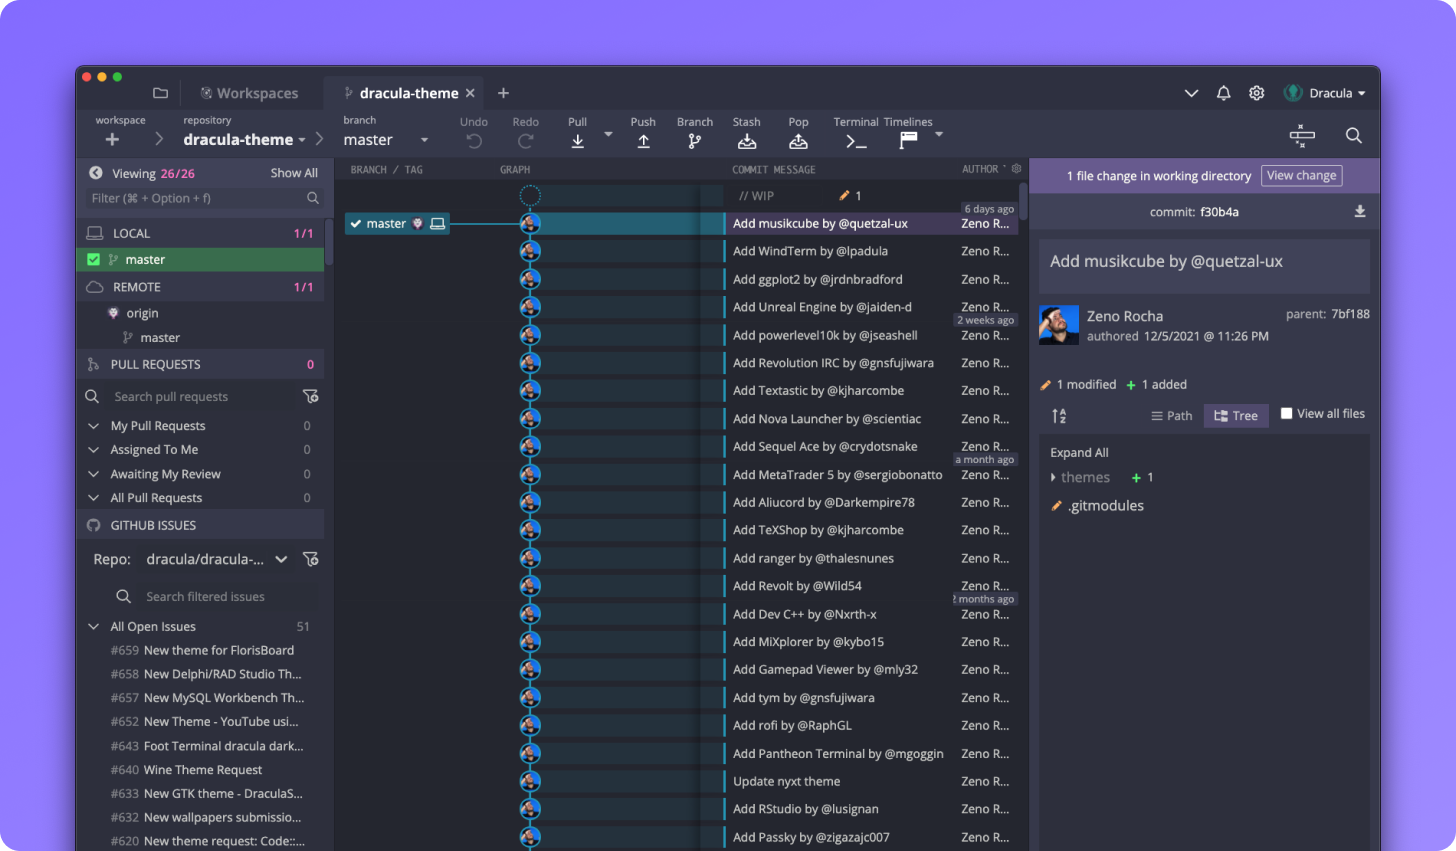 Workspaces
dracula-theme
Dracula
workspace
repository
dracula-theme
branch
master
Undo
Redo
Pull
Push
Branch
Stash
Pop
Terminal
Timelines
Viewing 26/26
Show All
Filter (⌘ + Option + f)
LOCAL 1/1
master
REMOTE 1/1
origin
master
PULL REQUESTS 0
Search pull requests
My Pull Requests 0
Assigned To Me 0
Awaiting My Review 0
All Pull Requests 0
GITHUB ISSUES
Repo: dracula/dracula-...
Search filtered issues
All Open Issues 51
#659 New theme for FlorisBoard
#658 New Delphi/RAD Studio Th...
#657 New MySQL Workbench Th...
#652 New Theme - YouTube usi...
#643 Foot Terminal dracula dark...
#640 Wine Theme Request
#633 New GTK theme - DraculaS...
#632 New wallpapers submissio...
#620 New theme request: Code::...
BRANCH / TAG
GRAPH
COMMIT MESSAGE
AUTHOR
// WIP 1
6 days ago
master
Add musikcube by @quetzal-ux Zeno R...
Add WindTerm by @lpadula Zeno R...
Add ggplot2 by @jrdnbradford Zeno R...
Add Unreal Engine by @jaiden-d Zeno R...
2 weeks ago
Add powerlevel10k by @jseashell Zeno R...
Add Revolution IRC by @gnsfujiwara Zeno R...
Add Textastic by @kjharcombe Zeno R...
Add Nova Launcher by @scientiac Zeno R...
Add Sequel Ace by @crydotsnake Zeno R...
a month ago
Add MetaTrader 5 by @sergiobonatto Zeno R...
Add Aliucord by @Darkempire78 Zeno R...
Add TeXShop by @kjharcombe Zeno R...
Add ranger by @thalesnunes Zeno R...
Add Revolt by @Wild54 Zeno R...
2 months ago
Add Dev C++ by @Nxrth-x Zeno R...
Add MiXplorer by @kybo15 Zeno R...
Add Gamepad Viewer by @mly32 Zeno R...
Add tym by @gnsfujiwara Zeno R...
Add rofi by @RaphGL Zeno R...
Add Pantheon Terminal by @mgoggin Zeno R...
Update nyxt theme Zeno R...
Add RStudio by @lusignan Zeno R...
Add Passky by @zigazajc007 Zeno R...
1 file change in working directory
View change
commit: f30b4a
Add musikcube by @quetzal-ux
Zeno Rocha
parent: 7bf188
authored 12/5/2021 @ 11:26 PM
1 modified + 1 added
Path
Tree
View all files
Expand All
themes + 1
.gitmodules